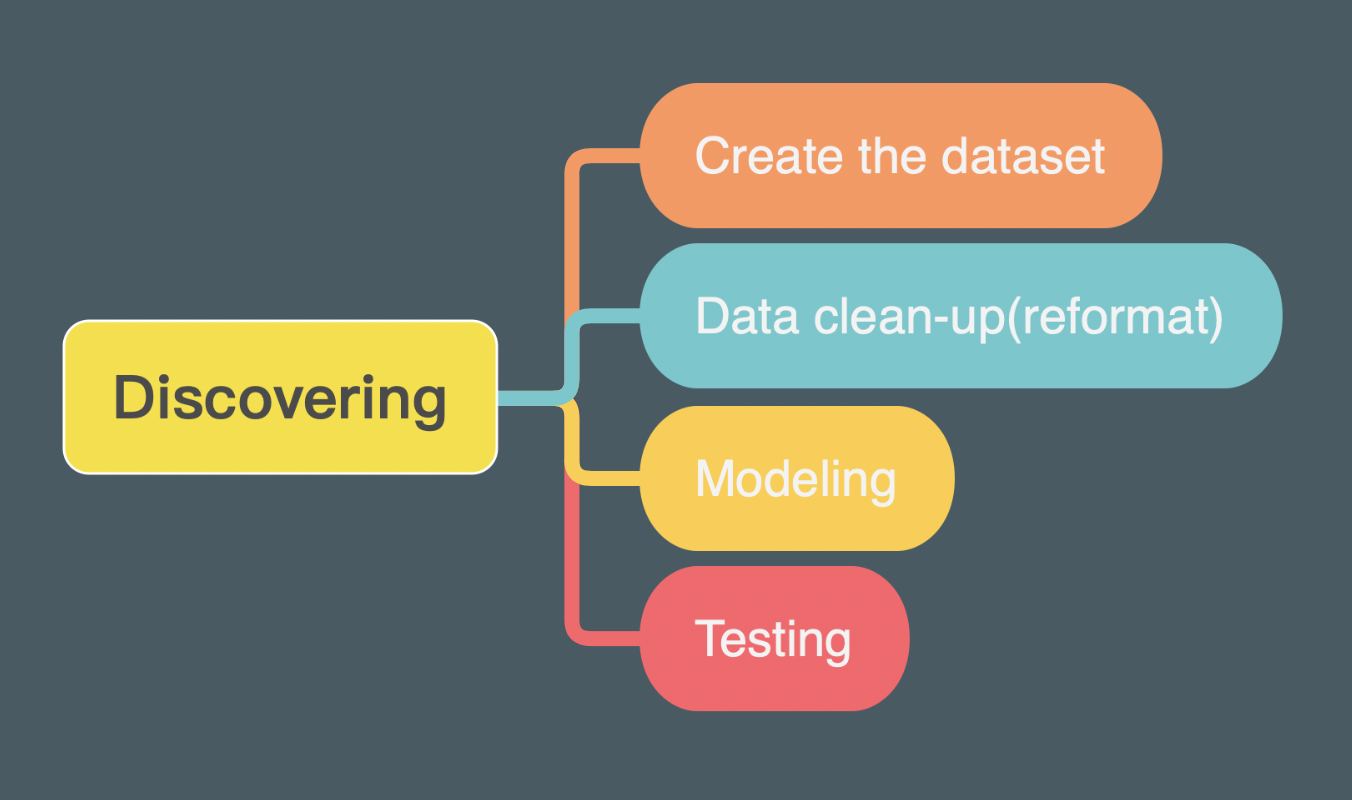 Create the dataset
Data clean-up(reformat)
Discovering
Modeling
Testing